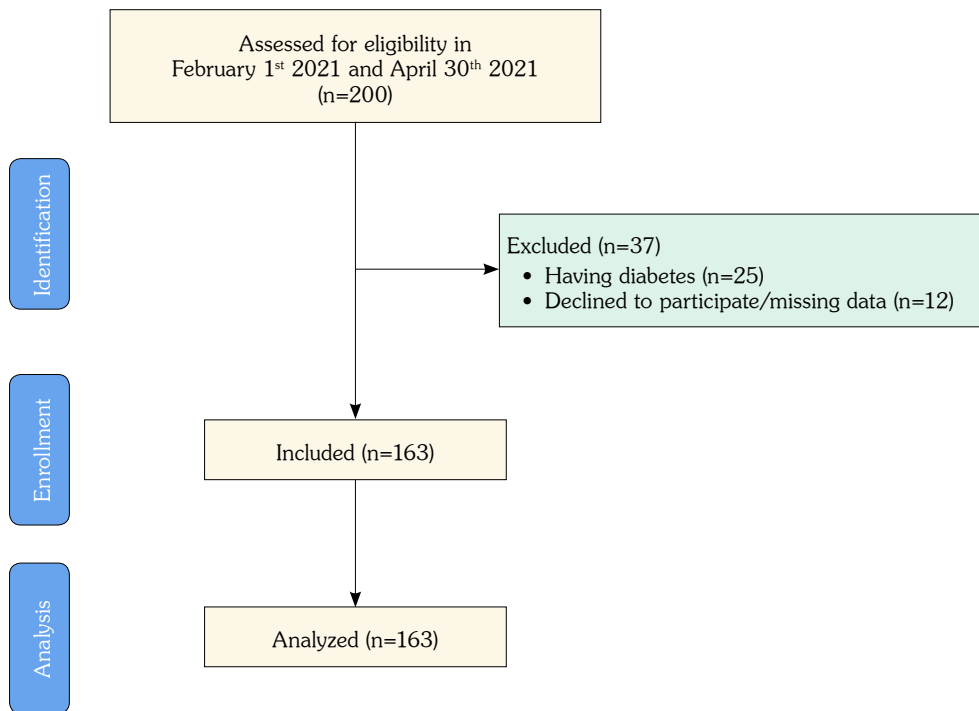 Assessed for eligibility in
February 1st 2021 and April 30th 2021
(n=200)
Identification
Excluded (n=37)
• Having diabetes (n=25)
• Declined to participate/missing data (n=12)
Enrollment
Included (n=163)
Analysis
Analyzed (n=163)